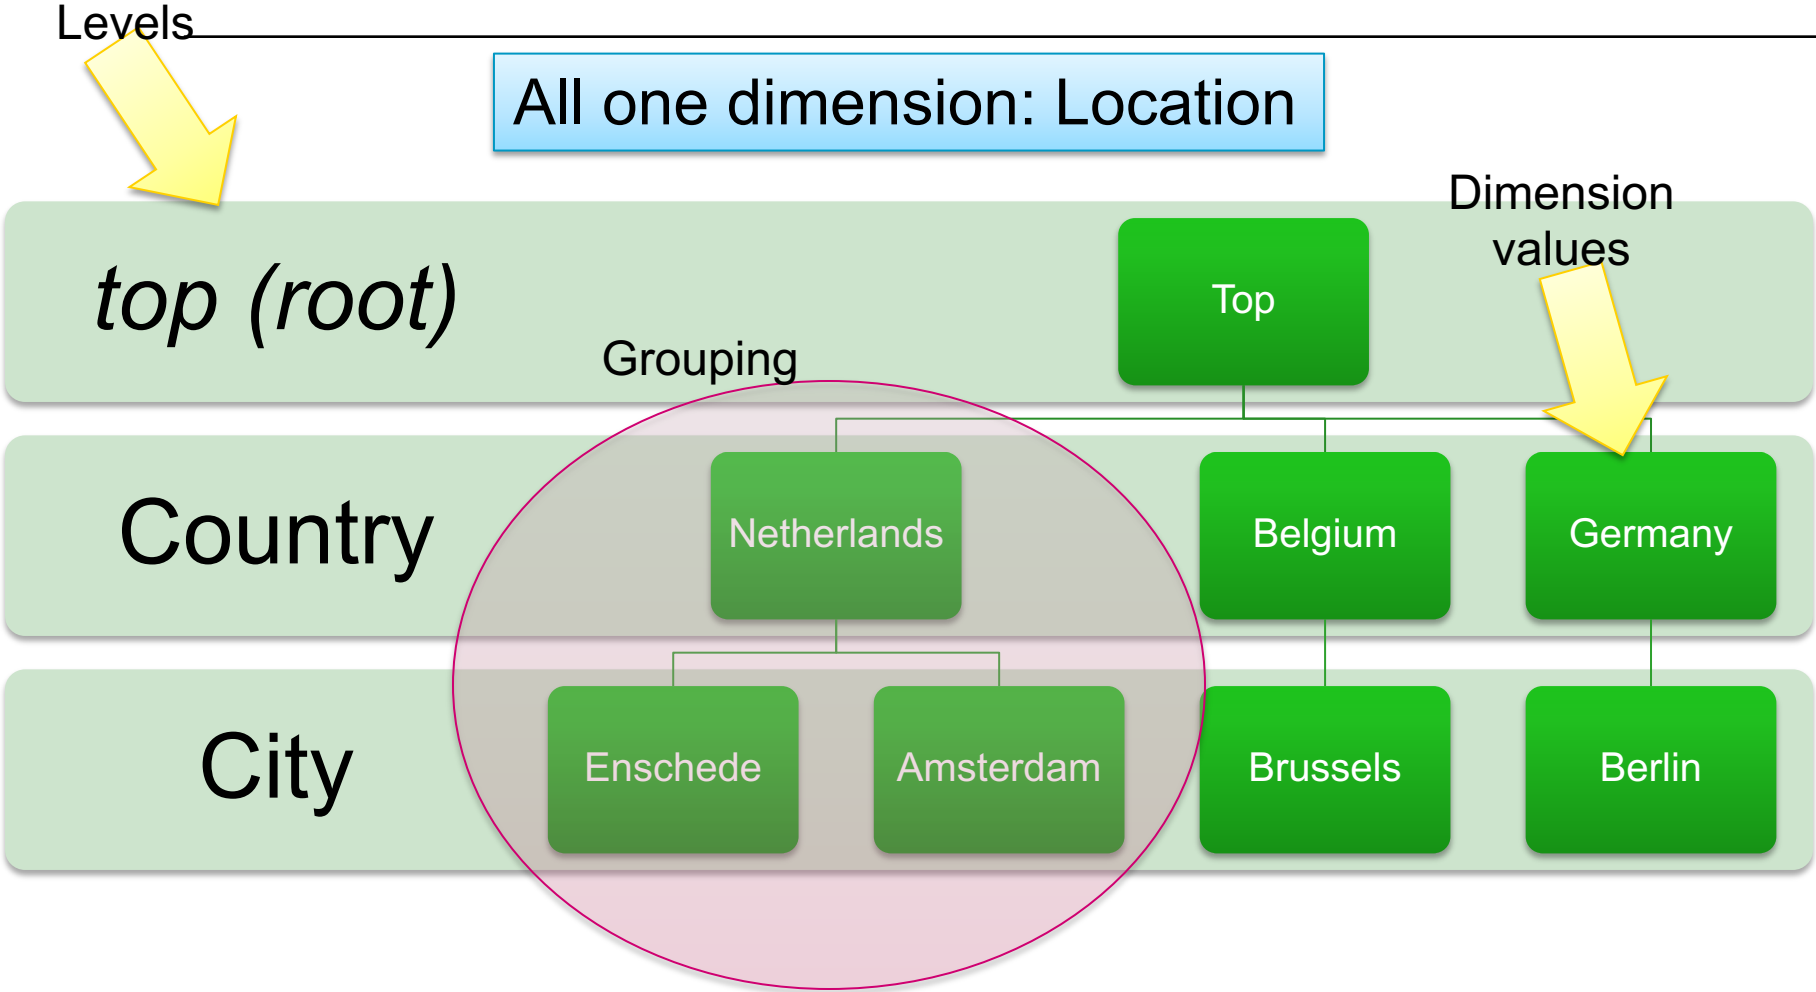 Levels
All one dimension: Location
Dimension
values
top (root)
Top
Grouping
Country
Netherlands
Belgium
Germany
City
Enschede
Amsterdam
Brussels
Berlin